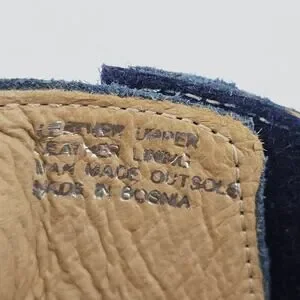 LEATHER UPPER
LEATHER LINING
MAN MADE OUTSOLE
MADE IN BOSNIA